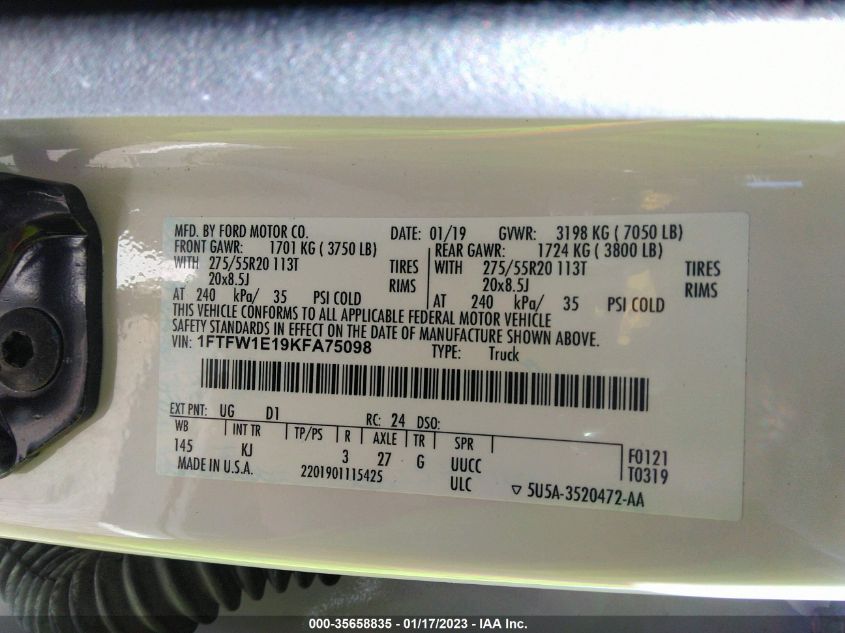 MFD. BY FORD MOTOR CO. DATE: 01/19 GVWR: 3198 KG ( 7050 LB)
FRONT GAWR: 1701 KG ( 3750 LB) REAR GAWR: 1724 KG ( 3800 LB)
WITH 275/55R20 113T TIRES WITH 275/55R20 113T TIRES
20x8.5J RIMS 20x8.5J RIMS
AT 240 kPa/ 35 PSI COLD AT 240 kPa/ 35 PSI COLD
THIS VEHICLE CONFORMS TO ALL APPLICABLE FEDERAL MOTOR VEHICLE
SAFETY STANDARDS IN EFFECT ON THE DATE OF MANUFACTURE SHOWN ABOVE.
VIN: 1FTFW1E19KFA75098 TYPE: Truck
EXT PNT: UG D1 RC: 24 DSO:
WB INT TR TP/PS R AXLE TR SPR
145 KJ 3 27 G UUCC F0121
MADE IN U.S.A. 2201901115425 ULC T0319
▽ 5U5A-3520472-AA
000-35658835 - 01/17/2023 - IAA Inc.